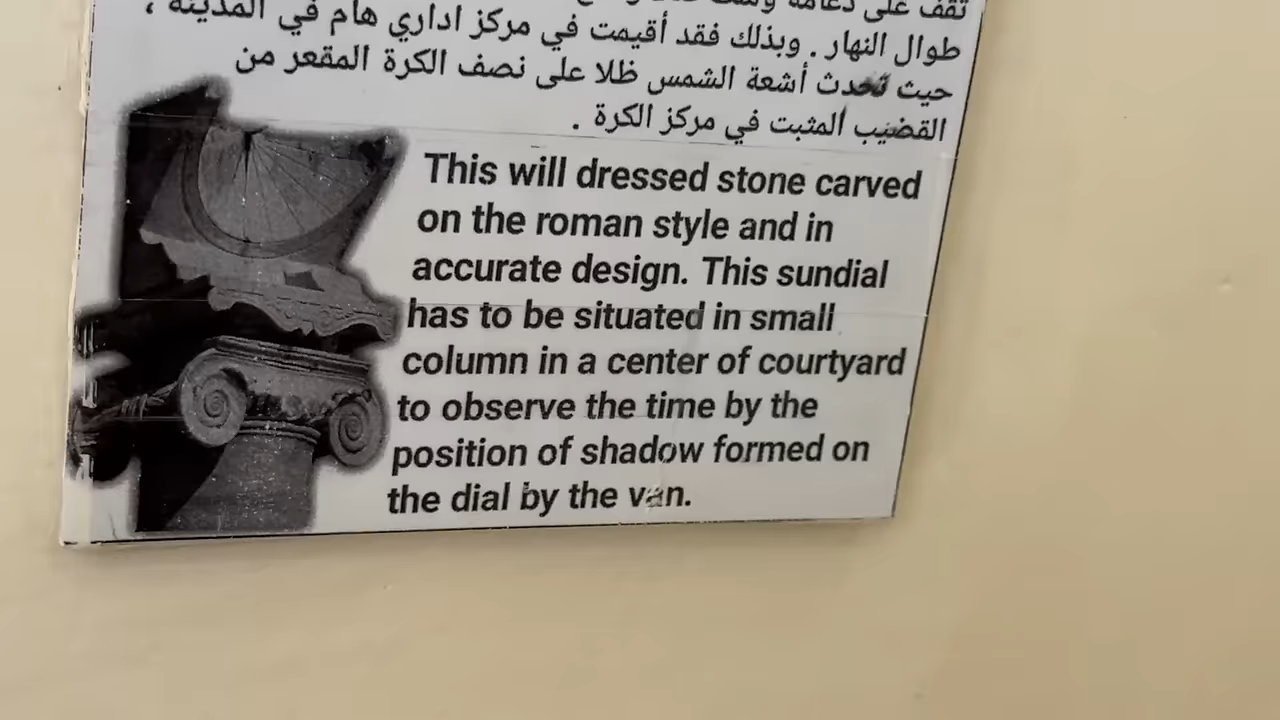 تقف على دعامة
طوال النهار . وبذلك فقد أقيمت في مركز اداري هام في المدينة ،
حيث تحدث أشعة الشمس ظلا على نصف الكرة المقعر من
القضيب المثبت في مركز الكرة .
This will dressed stone carved
on the roman style and in
accurate design. This sundial
has to be situated in small
column in a center of courtyard
to observe the time by the
position of shadow formed on
the dial by the van.